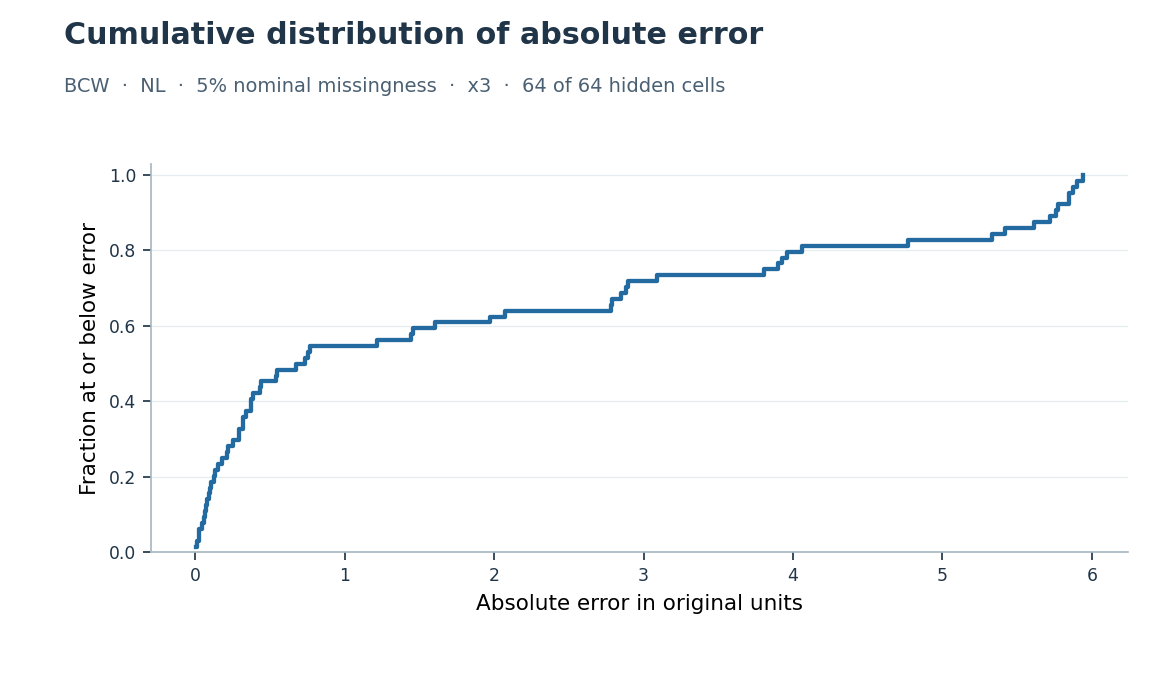 Cumulative distribution of absolute error
BCW · NL · 5% nominal missingness · x3 · 64 of 64 hidden cells
Fraction at or below error
1.0
0.8
0.6
0.4
0.2
0.0
0 1 2 3 4 5 6
Absolute error in original units